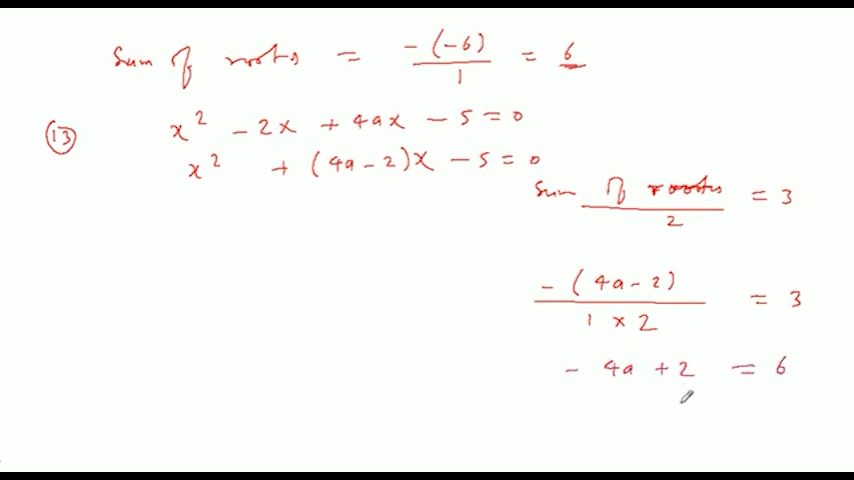 Sum of roots = -(-6)/1 = 6
(13) x² - 2x + 4ax - 5 = 0
x² + (4a - 2)x - 5 = 0
Sum of roots/2 = 3
-(4a - 2)/1 × 2 = 3
- 4a + 2 = 6